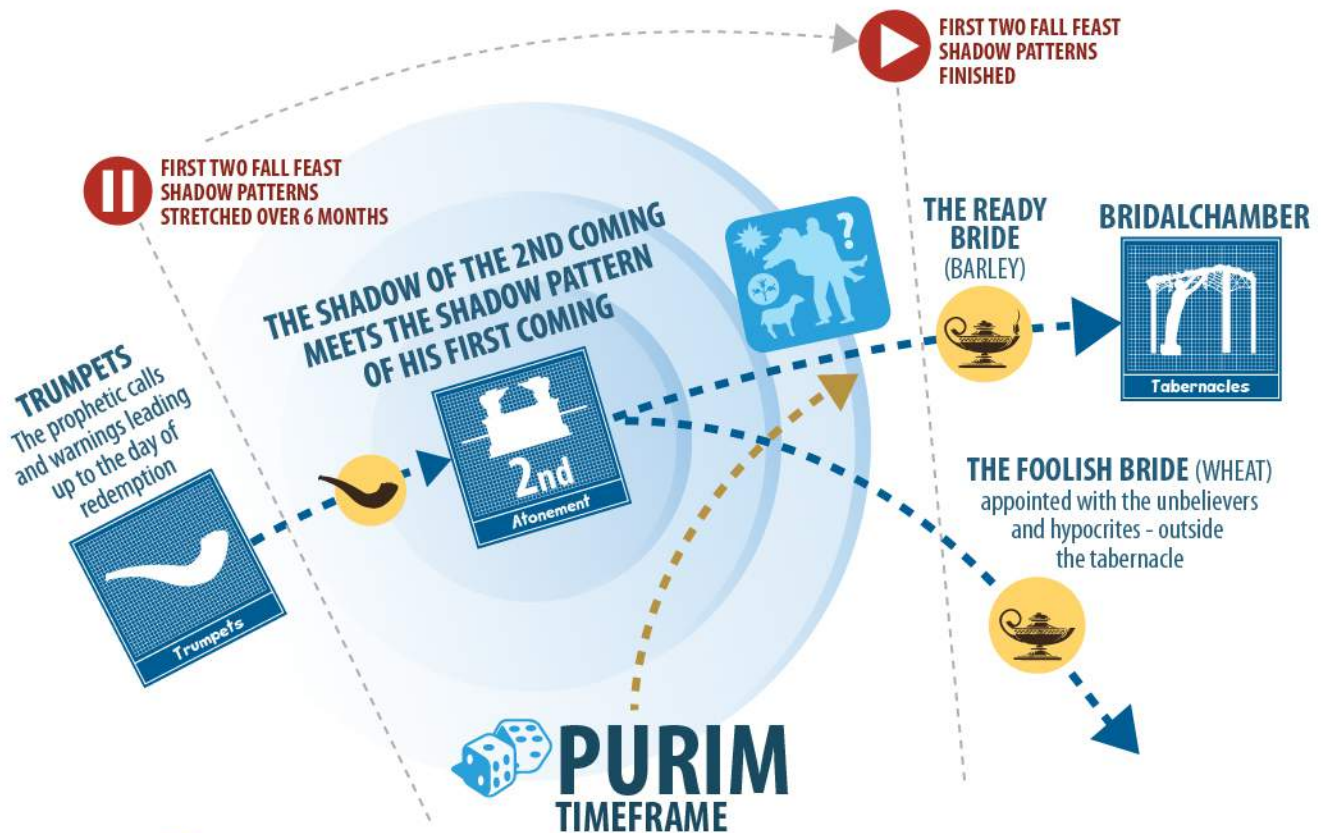 FIRST TWO FALL FEAST
SHADOW PATTERNS
FINISHED
FIRST TWO FALL FEAST
SHADOW PATTERNS
STRETCHED OVER 6 MONTHS
THE SHADOW OF THE 2ND COMING
MEETS THE SHADOW PATTERN
OF HIS FIRST COMING
?
THE READY
BRIDE
(BARLEY)
BRIDALCHAMBER
Tabernacles
TRUMPETS
The prophetic calls
and warnings leading
up to the day of
redemption
Trumpets
2nd
Atonement
THE FOOLISH BRIDE (WHEAT)
appointed with the unbelievers
and hypocrites - outside
the tabernacle
PURIM
TIMEFRAME